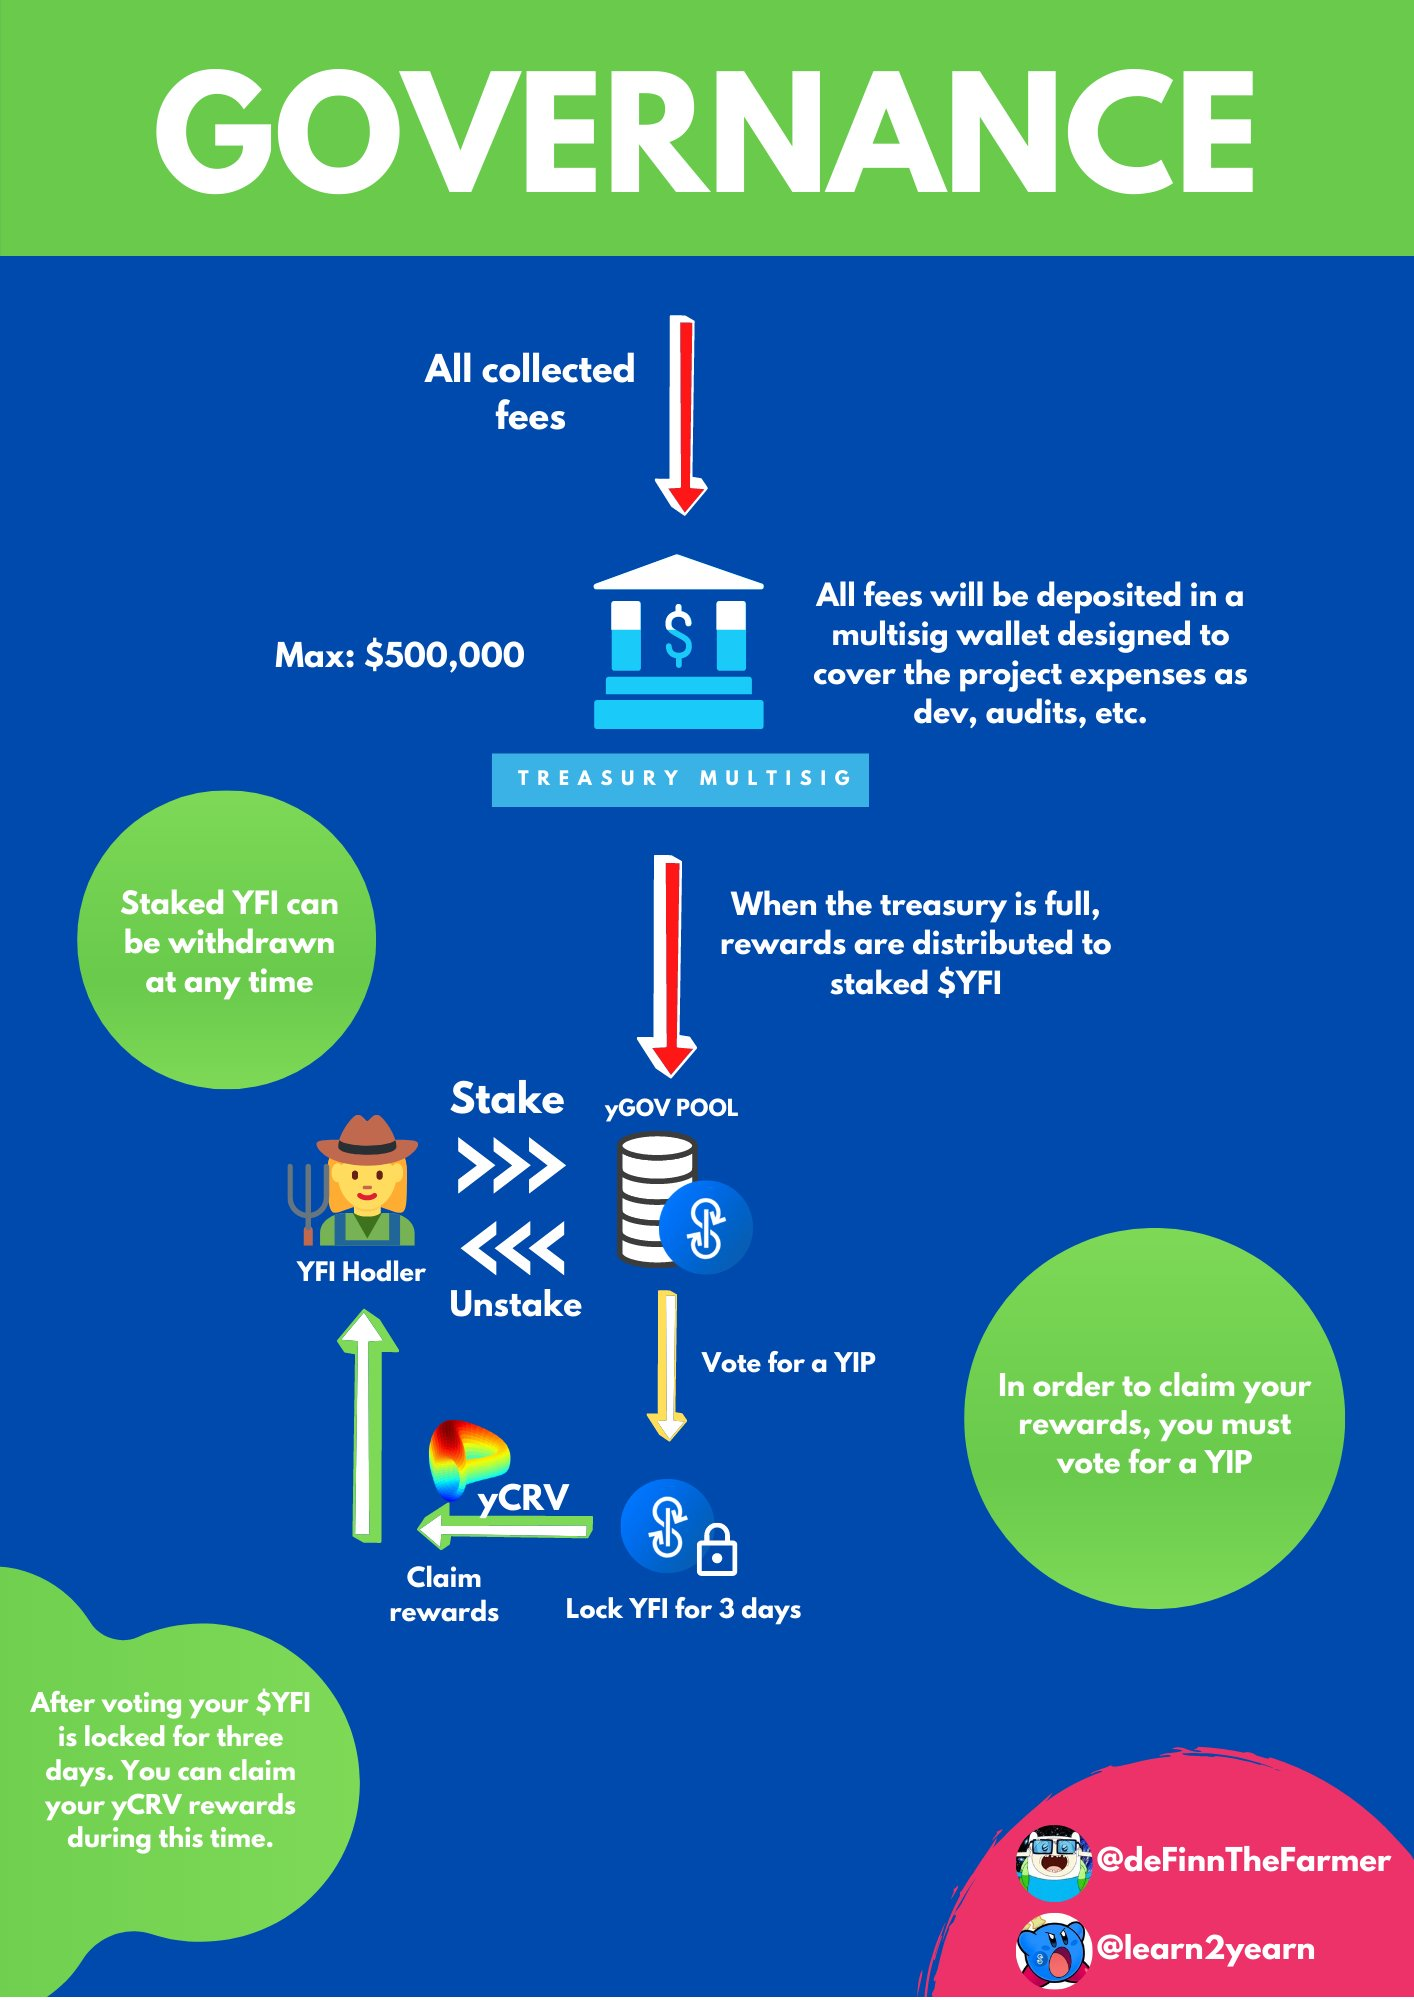 GOVERNANCE
All collected
fees
Max: $500,000
All fees will be deposited in a
multisig wallet designed to
cover the project expenses as
dev, audits, etc.
TREASURY MULTISIG
Staked YFI can
be withdrawn
at any time
When the treasury is full,
rewards are distributed to
staked $YFI
Stake
yGOV POOL
YFI Hodler
Unstake
Vote for a YIP
In order to claim your
rewards, you must
vote for a YIP
yCRV
Claim
rewards
Lock YFI for 3 days
After voting your $YFI
is locked for three
days. You can claim
your yCRV rewards
during this time.
@deFinnTheFarmer
@learn2yearn